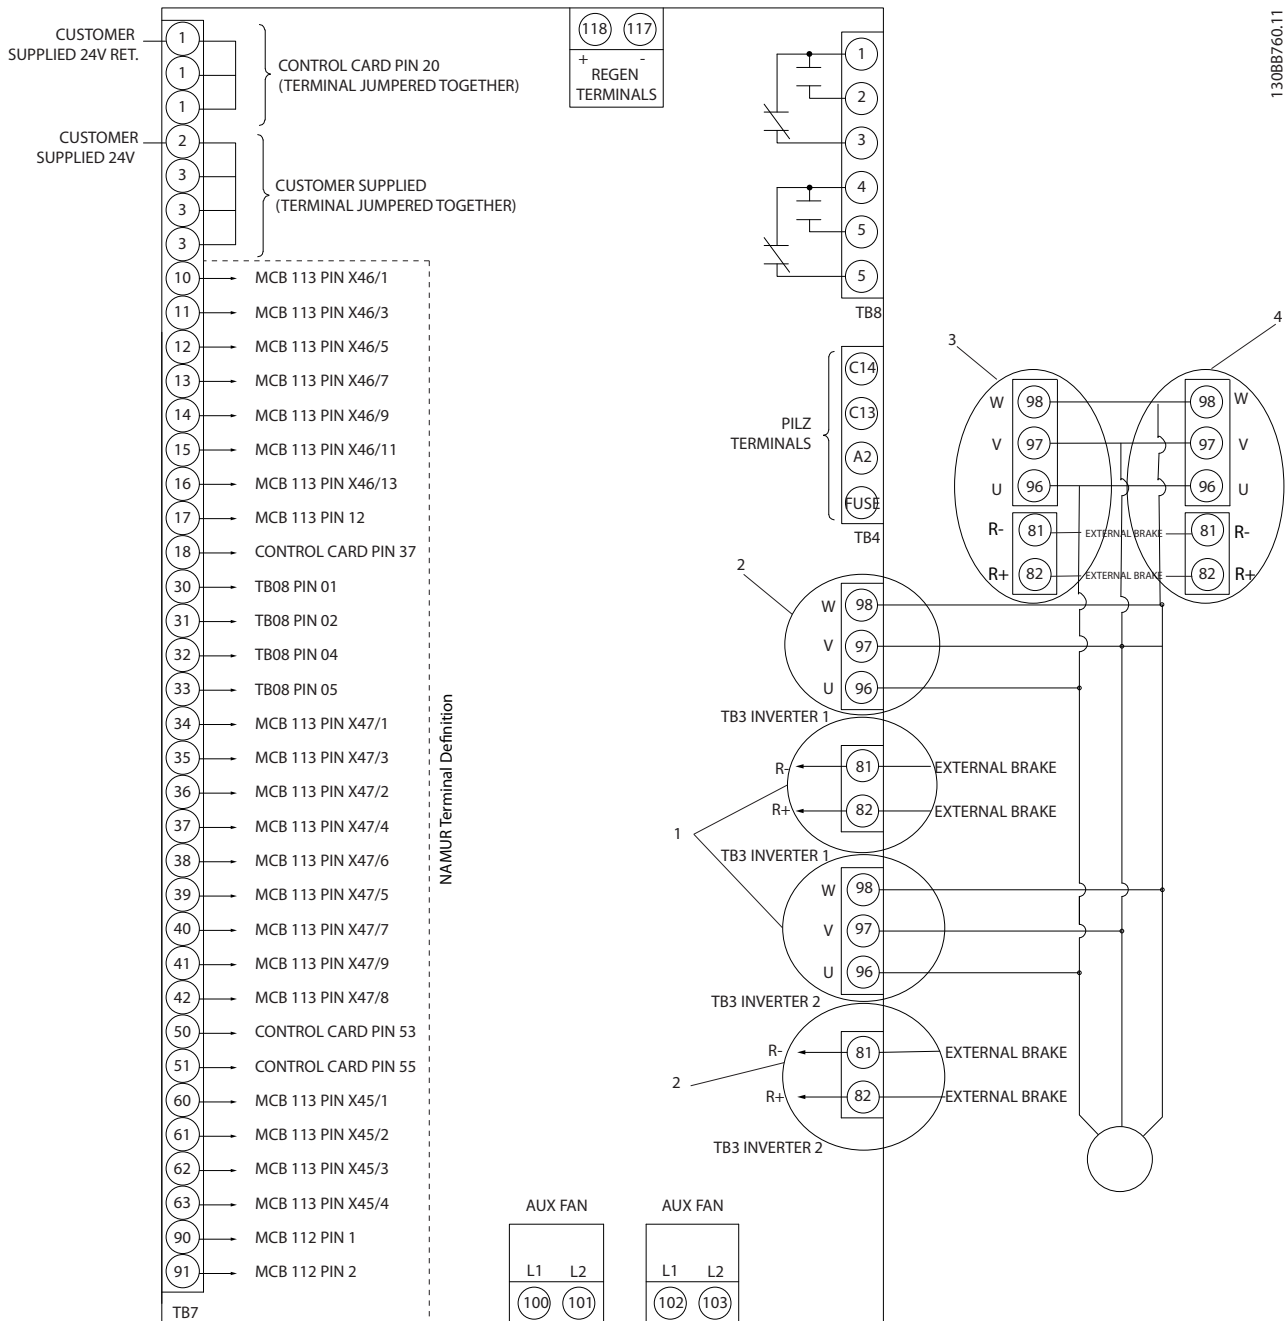 130BB760.11
CUSTOMER
SUPPLIED 24V RET.
1
1
1
CONTROL CARD PIN 20
(TERMINAL JUMPERED TOGETHER)
CUSTOMER
SUPPLIED 24V
2
3
3
3
CUSTOMER SUPPLIED
(TERMINAL JUMPERED TOGETHER)
10 MCB 113 PIN X46/1
11 MCB 113 PIN X46/3
12 MCB 113 PIN X46/5
13 MCB 113 PIN X46/7
14 MCB 113 PIN X46/9
15 MCB 113 PIN X46/11
16 MCB 113 PIN X46/13
17 MCB 113 PIN 12
18 CONTROL CARD PIN 37
30 TB08 PIN 01
31 TB08 PIN 02
32 TB08 PIN 04
33 TB08 PIN 05
34 MCB 113 PIN X47/1
35 MCB 113 PIN X47/3
36 MCB 113 PIN X47/2
37 MCB 113 PIN X47/4
38 MCB 113 PIN X47/6
39 MCB 113 PIN X47/5
40 MCB 113 PIN X47/7
41 MCB 113 PIN X47/9
42 MCB 113 PIN X47/8
50 CONTROL CARD PIN 53
51 CONTROL CARD PIN 55
60 MCB 113 PIN X45/1
61 MCB 113 PIN X45/2
62 MCB 113 PIN X45/3
63 MCB 113 PIN X45/4
90 MCB 112 PIN 1
91 MCB 112 PIN 2
TB7
NAMUR Terminal Definition
118 117
+ -
REGEN
TERMINALS
1
2
3
4
5
5
TB8
PILZ
TERMINALS
C14
C13
A2
FUSE
TB4
2
W 98
V 97
U 96
TB3 INVERTER 1
R- 81 EXTERNAL BRAKE
R+ 82 EXTERNAL BRAKE
1
TB3 INVERTER 1
W 98
V 97
U 96
TB3 INVERTER 2
R- 81 EXTERNAL BRAKE
2
R+ 82 EXTERNAL BRAKE
TB3 INVERTER 2
3 4
W 98 98 W
V 97 97 V
U 96 96 U
R- 81 EXTERNAL BRAKE 81 R-
R+ 82 EXTERNAL BRAKE 82 R+
AUX FAN
L1 L2
100 101
AUX FAN
L1 L2
102 103